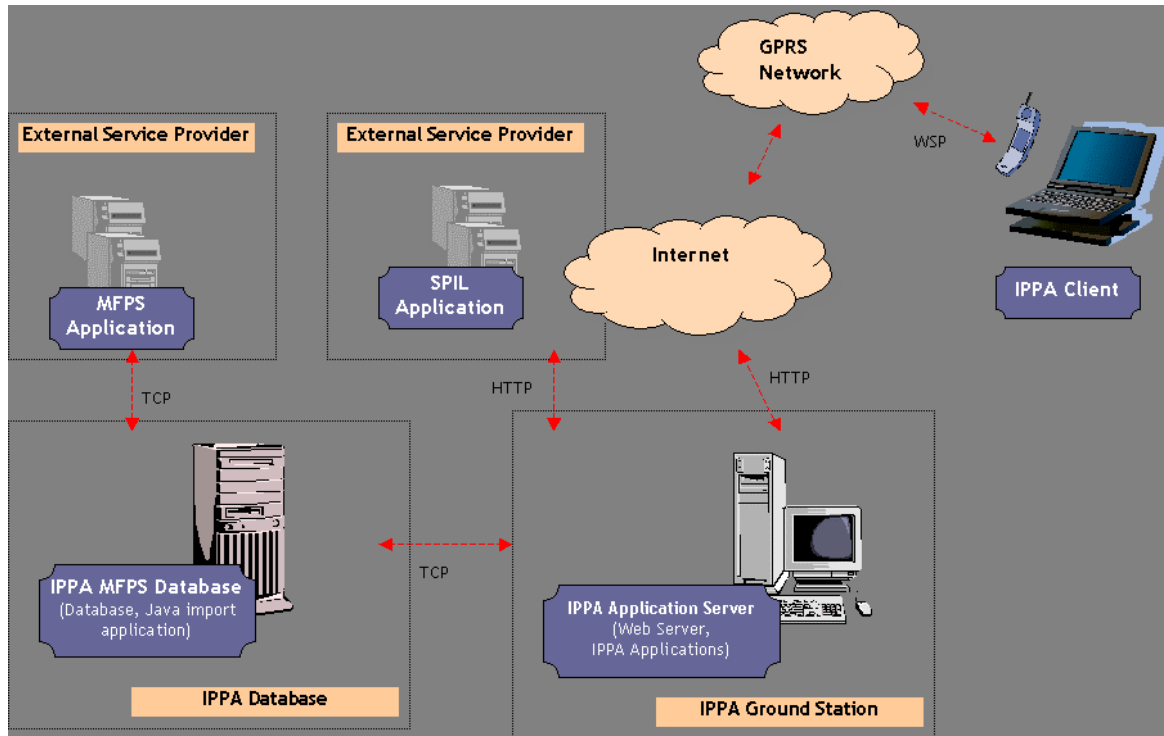 GPRS
Network
External Service Provider
External Service Provider
WSP
Internet
SPIL
Application
IPPA Client
MFPS
Application
TCP
HTTP
HTTP
TCP
IPPA MFPS Database
(Database, Java import
application)
IPPA Application Server
(Web Server,
IPPA Applications)
IPPA Database
IPPA Ground Station